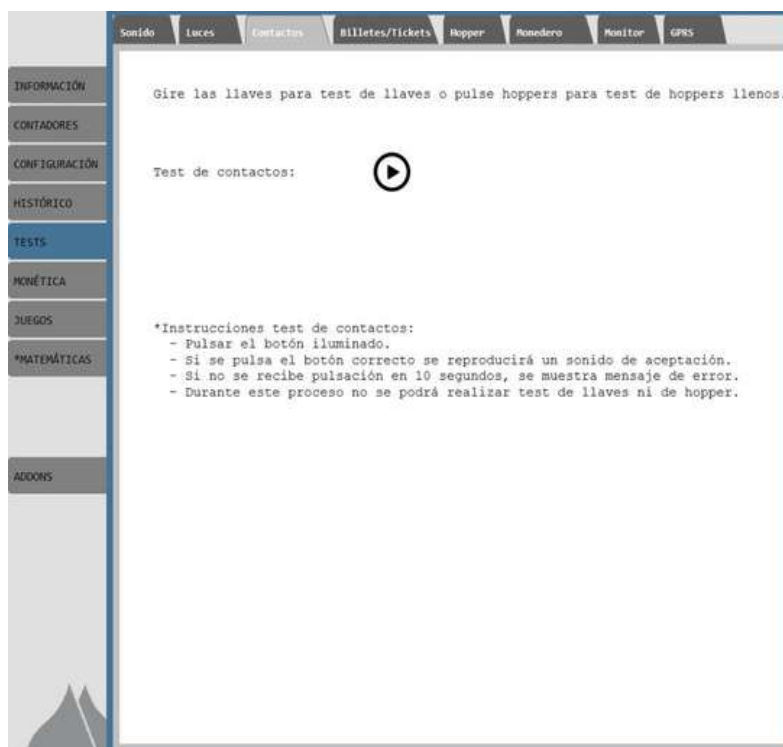 Sonido Luces Contactos Billetes/Tickets Hopper Monedero Monitor GPRS
INFORMACIÓN
CONTADORES
CONFIGURACIÓN
HISTÓRICO
TESTS
MONÉTICA
JUEGOS
*MATEMÁTICAS
ADDONS
Gire las llaves para test de llaves o pulse hoppers para test de hoppers llenos.
Test de contactos:
*Instrucciones test de contactos:
- Pulsar el botón iluminado.
- Si se pulsa el botón correcto se reproducirá un sonido de aceptación.
- Si no se recibe pulsación en 10 segundos, se muestra mensaje de error.
- Durante este proceso no se podrá realizar test de llaves ni de hopper.